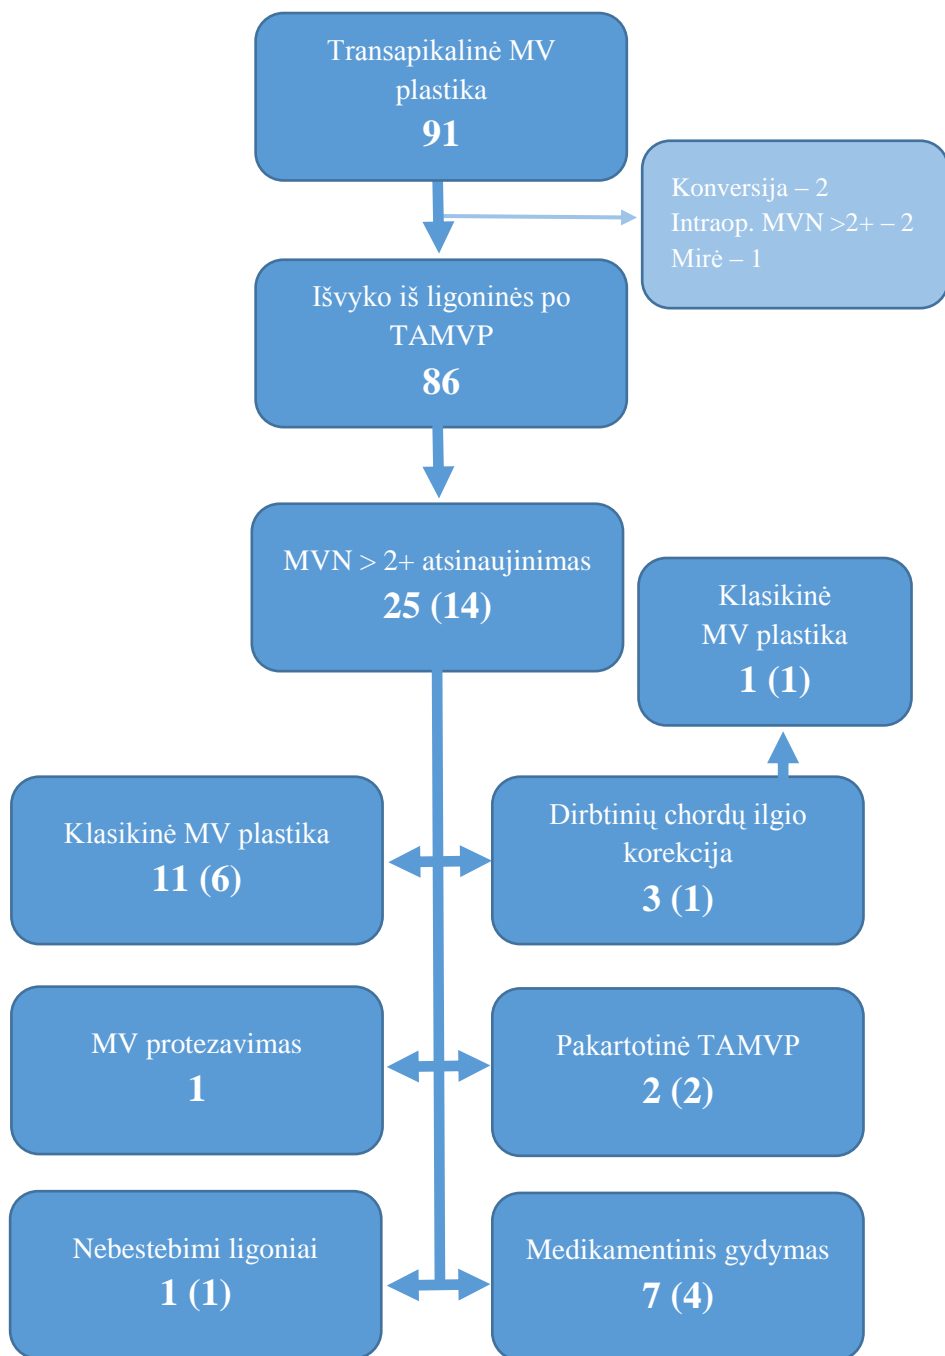 Transapikalinė MV
plastika
91
Konversija – 2
Intraop. MVN >2+ – 2
Mirė – 1
Išvyko iš ligoninės po
TAMVP
86
MVN > 2+ atsinaujinimas
25 (14)
Klasikinė
MV plastika
1 (1)
Klasikinė MV plastika
11 (6)
Dirbtinių chordų ilgio
korekcija
3 (1)
MV protezavimas
1
Pakartotinė TAMVP
2 (2)
Nebestebimi ligoniai
1 (1)
Medikamentinis gydymas
7 (4)